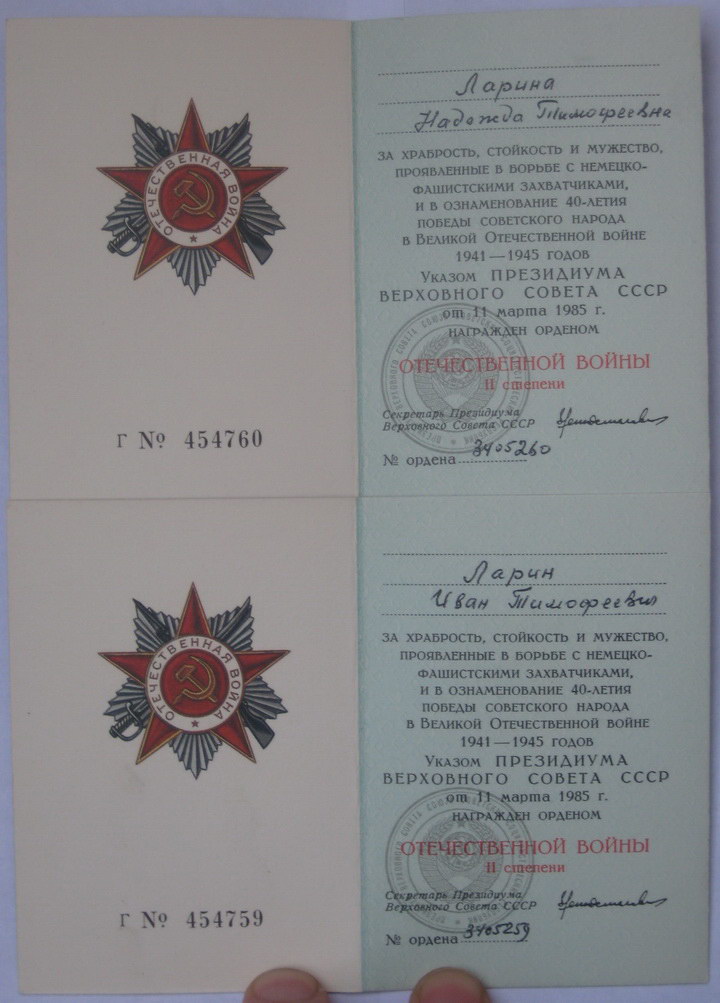 ОТЕЧЕСТВЕННАЯ ВОЙНА
Г № 454760
Ларина
Надежда Тимофеевна
ЗА ХРАБРОСТЬ, СТОЙКОСТЬ И МУЖЕСТВО,
ПРОЯВЛЕННЫЕ В БОРЬБЕ С НЕМЕЦКО-
ФАШИСТСКИМИ ЗАХВАТЧИКАМИ,
И В ОЗНАМЕНОВАНИЕ 40-ЛЕТИЯ
ПОБЕДЫ СОВЕТСКОГО НАРОДА
В ВЕЛИКОЙ ОТЕЧЕСТВЕННОЙ ВОЙНЕ
1941—1945 ГОДОВ
УКАЗОМ ПРЕЗИДИУМА
ВЕРХОВНОГО СОВЕТА СССР
от 11 марта 1985 г.
НАГРАЖДЕН ОРДЕНОМ
ОТЕЧЕСТВЕННОЙ ВОЙНЫ
II степени
Секретарь Президиума
Верховного Совета СССР
№ ордена 3405260
ОТЕЧЕСТВЕННАЯ ВОЙНА
Г № 454759
Ларин
Иван Тимофеевич
ЗА ХРАБРОСТЬ, СТОЙКОСТЬ И МУЖЕСТВО,
ПРОЯВЛЕННЫЕ В БОРЬБЕ С НЕМЕЦКО-
ФАШИСТСКИМИ ЗАХВАТЧИКАМИ,
И В ОЗНАМЕНОВАНИЕ 40-ЛЕТИЯ
ПОБЕДЫ СОВЕТСКОГО НАРОДА
В ВЕЛИКОЙ ОТЕЧЕСТВЕННОЙ ВОЙНЕ
1941—1945 ГОДОВ
УКАЗОМ ПРЕЗИДИУМА
ВЕРХОВНОГО СОВЕТА СССР
от 11 марта 1985 г.
НАГРАЖДЕН ОРДЕНОМ
ОТЕЧЕСТВЕННОЙ ВОЙНЫ
II степени
Секретарь Президиума
Верховного Совета СССР
№ ордена 3405259